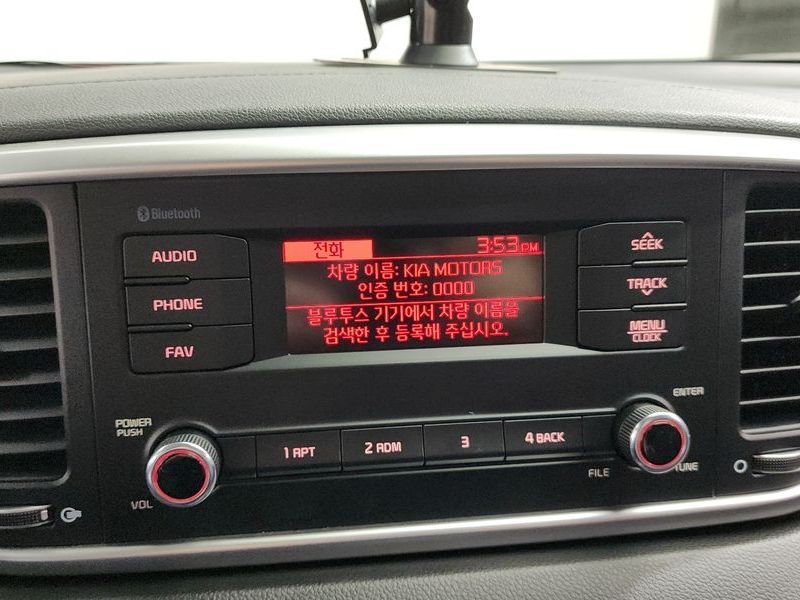 Bluetooth
AUDIO
PHONE
FAV
전화 3:53 PM
차량 이름: KIA MOTORS
인증 번호: 0000
블루투스 기기에서 차량 이름을
검색한 후 등록해 주십시오.
SEEK
TRACK
MENU
CLOCK
POWER
PUSH
VOL
1 RPT
2 RDM
3
4 BACK
ENTER
FILE
TUNE